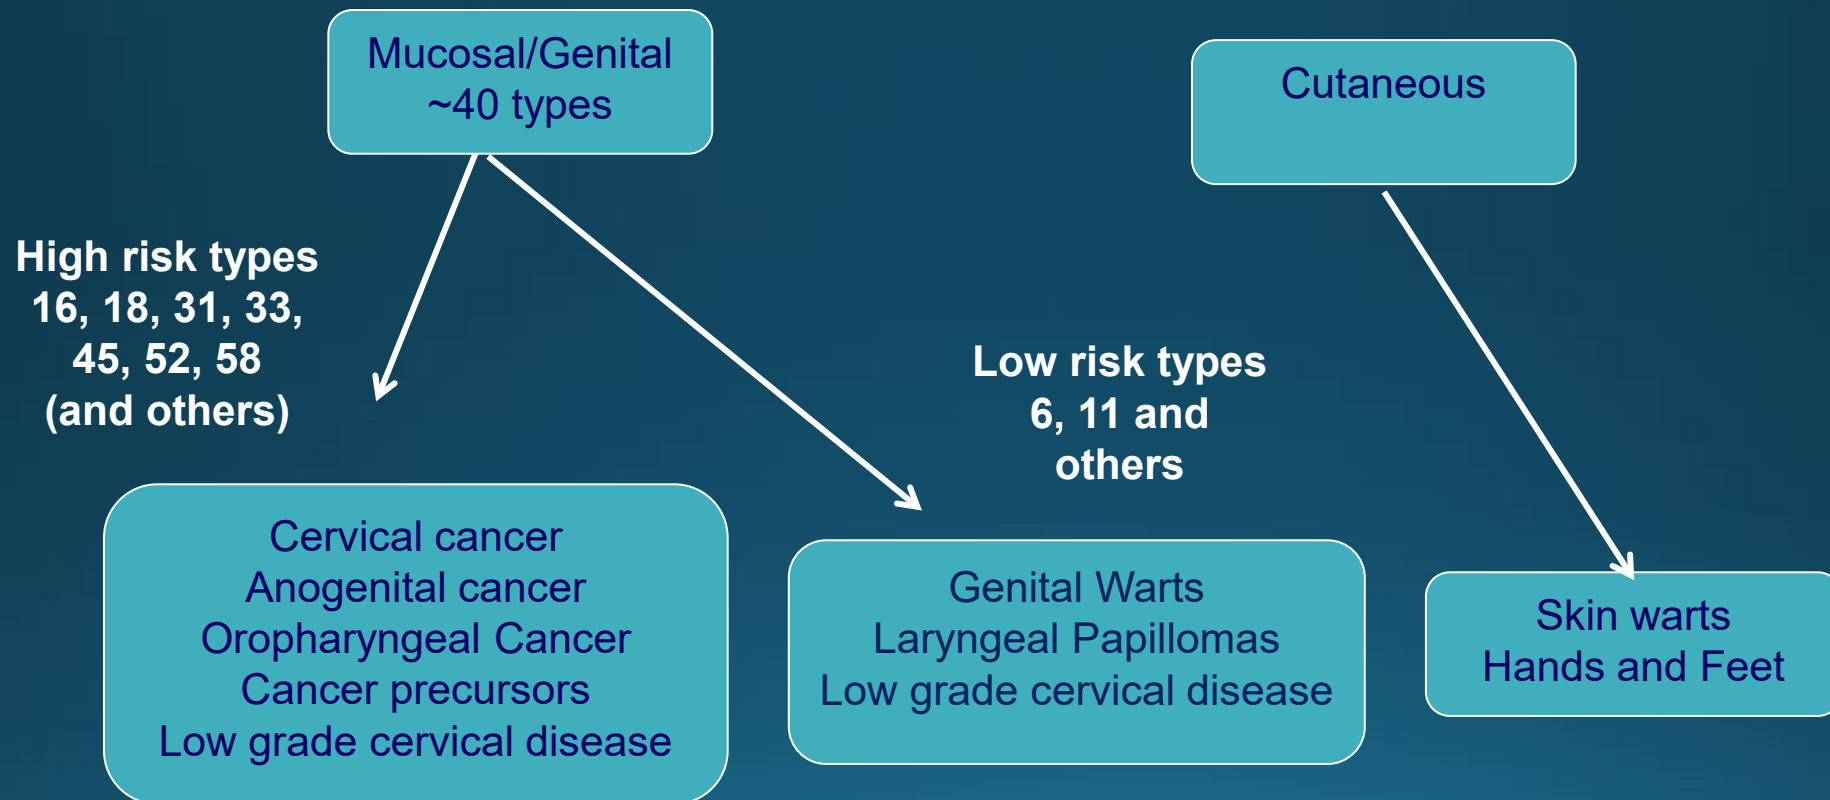 Mucosal/Genital
~40 types
Cutaneous
High risk types
16, 18, 31, 33,
45, 52, 58
(and others)
Low risk types
6, 11 and
others
Cervical cancer
Anogenital cancer
Oropharyngeal Cancer
Cancer precursors
Low grade cervical disease
Genital Warts
Laryngeal Papillomas
Low grade cervical disease
Skin warts
Hands and Feet